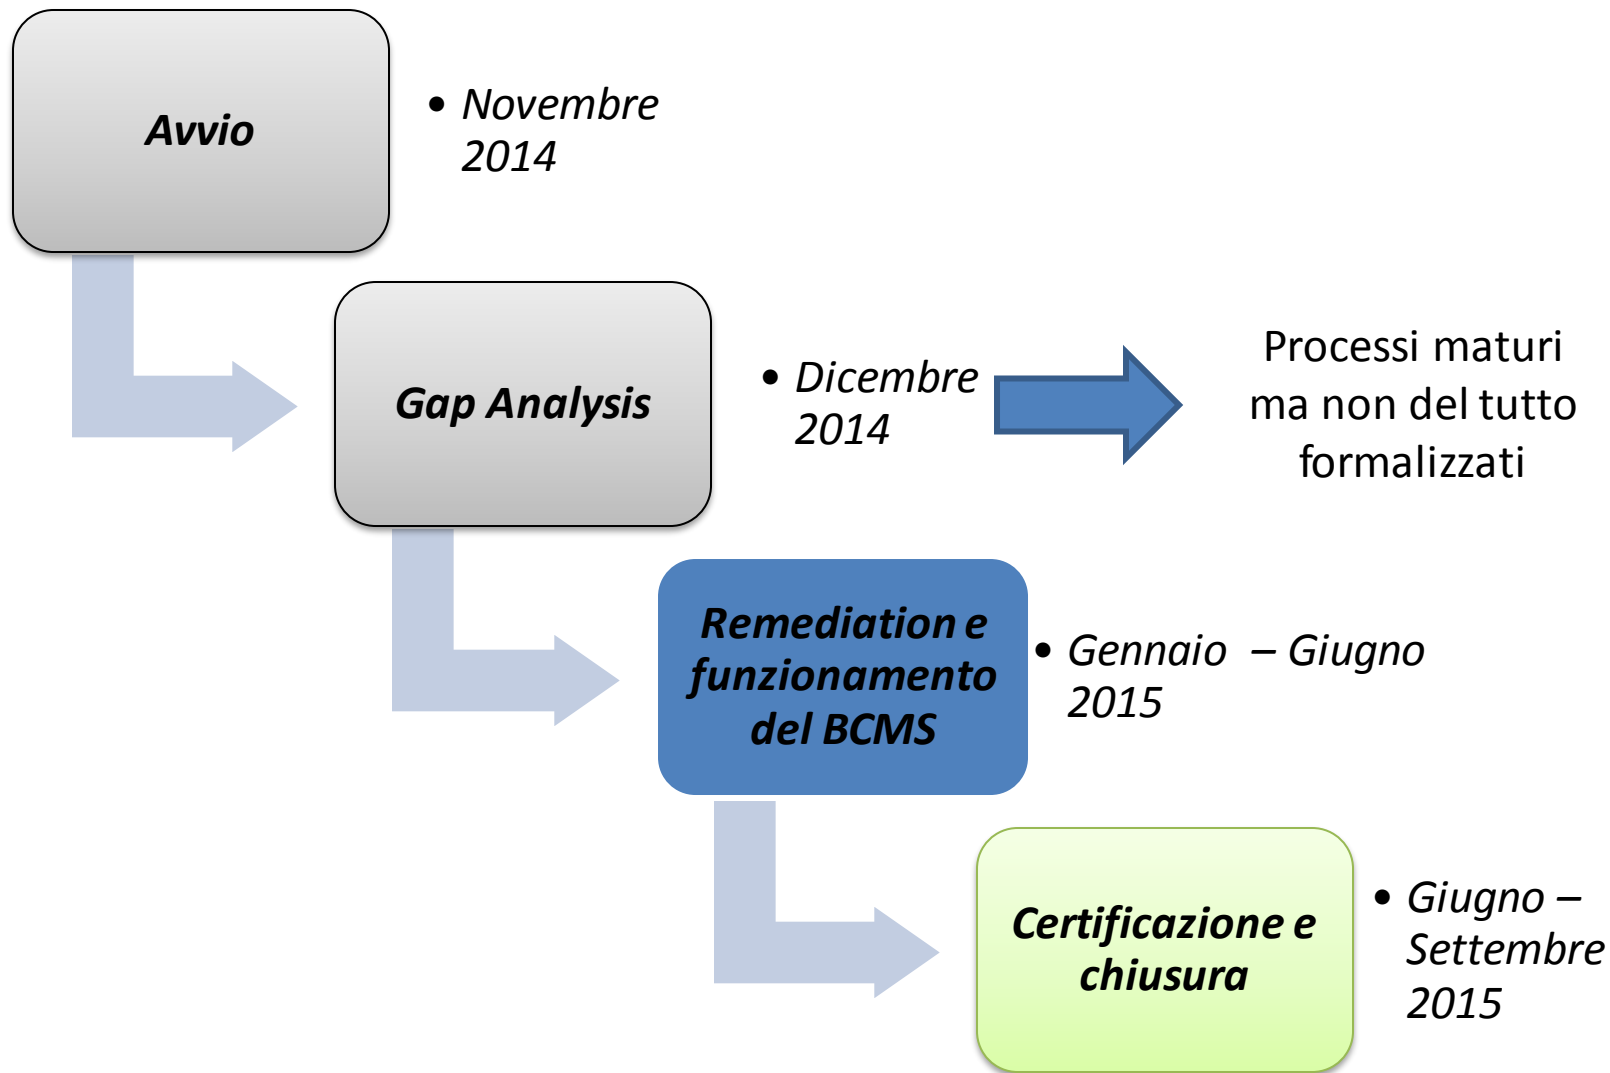 Avvio
• Novembre
2014
Gap Analysis
• Dicembre
2014
Processi maturi
ma non del tutto
formalizzati
Remediation e
funzionamento
del BCMS
• Gennaio – Giugno
2015
Certificazione e
chiusura
• Giugno –
Settembre
2015